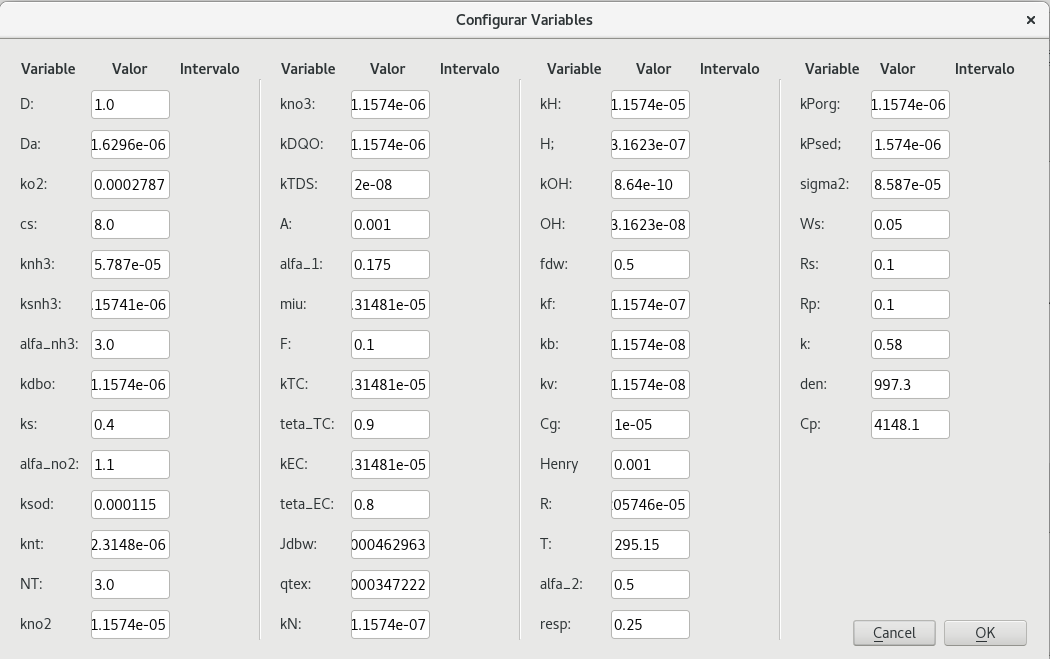 Configurar Variables
Variable Valor Intervalo
D: 1.0
Da: 1.6296e-06
ko2: 0.0002787
cs: 8.0
knh3: 5.787e-05
ksnh3: .15741e-06
alfa_nh3: 3.0
kdbo: 1.1574e-06
ks: 0.4
alfa_no2: 1.1
ksod: 0.000115
knt: 2.3148e-06
NT: 3.0
kno2 1.1574e-05
Variable Valor Intervalo
kno3: 1.1574e-06
kDQO: 1.1574e-06
kTDS: 2e-08
A: 0.001
alfa_1: 0.175
miu: .31481e-05
F: 0.1
kTC: .31481e-05
teta_TC: 0.9
kEC: .31481e-05
teta_EC: 0.8
Jdbw: 000462963
qtex: 000347222
kN: 1.1574e-07
Variable Valor Intervalo
kH: 1.1574e-05
H; 3.1623e-07
kOH: 8.64e-10
OH: 3.1623e-08
fdw: 0.5
kf: 1.1574e-07
kb: 1.1574e-08
kv: 1.1574e-08
Cg: 1e-05
Henry 0.001
R: 05746e-05
T: 295.15
alfa_2: 0.5
resp: 0.25
Variable Valor Intervalo
kPorg: 1.1574e-06
kPsed; 1.574e-06
sigma2: 8.587e-05
Ws: 0.05
Rs: 0.1
Rp: 0.1
k: 0.58
den: 997.3
Cp: 4148.1
Cancel OK